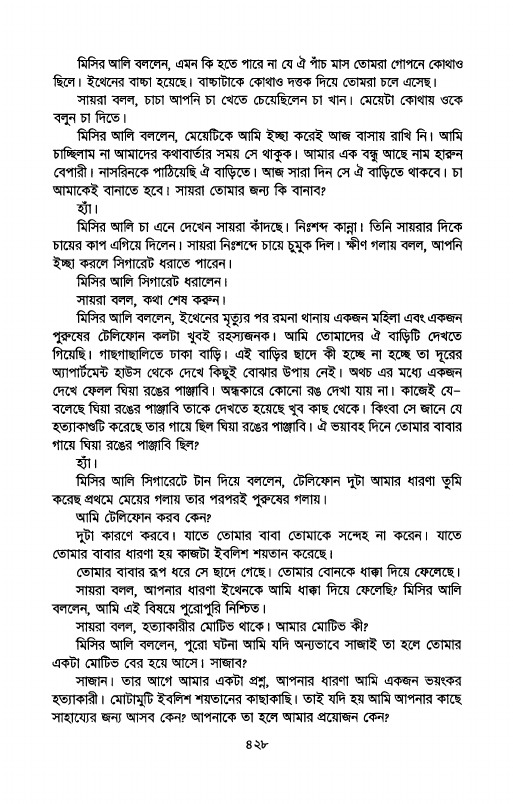 মিসির আলি বললেন, এমন কি হতে পারে না যে ঐ পাঁচ মাস তোমরা গোপনে কোথাও
ছিলে। ইথেনের বাচ্চা হয়েছে। বাচ্চাটাকে কোথাও দত্তক দিয়ে তোমরা চলে এসেছ।
সায়রা বলল, চাচা আপনি চা খেতে চেয়েছিলেন চা খান। মেয়েটা কোথায় ওকে
বলুন চা দিতে।
মিসির আলি বললেন, মেয়েটিকে আমি ইচ্ছা করেই আজ বাসায় রাখি নি। আমি
চাচ্ছিলাম না আমাদের কথাবার্তার সময় সে থাকুক। আমার এক বন্ধু আছে নাম হারুন
বেপারী। নাসরিনকে পাঠিয়েছি ঐ বাড়িতে। আজ সারা দিন সে ঐ বাড়িতে থাকবে। চা
আমাকেই বানাতে হবে। সায়রা তোমার জন্য কি বানাব?
হ্যাঁ।
মিসির আলি চা এনে দেখেন সায়রা কাঁদছে। নিঃশব্দ কান্না। তিনি সায়রার দিকে
চায়ের কাপ এগিয়ে দিলেন। সায়রা নিঃশব্দে চায়ে চুমুক দিল। ক্ষীণ গলায় বলল, আপনি
ইচ্ছা করলে সিগারেট ধরাতে পারেন।
মিসির আলি সিগারেট ধরালেন।
সায়রা বলল, কথা শেষ করুন।
মিসির আলি বললেন, ইথেনের মৃত্যুর পর রমনা থানায় একজন মহিলা এবং একজন
পুরুষের টেলিফোন কলটা খুবই রহস্যজনক। আমি তোমাদের ঐ বাড়িটি দেখতে
গিয়েছি। গাছগাছালিতে ঢাকা বাড়ি। এই বাড়ির ছাদে কী হচ্ছে না হচ্ছে তা দূরের
অ্যাপার্টমেন্ট হাউস থেকে দেখে কিছুই বোঝার উপায় নেই। অথচ এর মধ্যে একজন
দেখে ফেলল ঘিয়া রঙের পাঞ্জাবি। অন্ধকারে কোনো রঙ দেখা যায় না। কাজেই যে-
বলেছে ঘিয়া রঙের পাঞ্জাবি তাকে দেখতে হয়েছে খুব কাছ থেকে। কিংবা সে জানে যে
হত্যাকাণ্ডটি করেছে তার গায়ে ছিল ঘিয়া রঙের পাঞ্জাবি। ঐ ভয়াবহ দিনে তোমার বাবার
গায়ে ঘিয়া রঙের পাঞ্জাবি ছিল?
হ্যাঁ।
মিসির আলি সিগারেটে টান দিয়ে বললেন, টেলিফোন দুটা আমার ধারণা তুমি
করেছ প্রথমে মেয়ের গলায় তার পরপরই পুরুষের গলায়।
আমি টেলিফোন করব কেন?
দুটা কারণে করবে। যাতে তোমার বাবা তোমাকে সন্দেহ না করেন। যাতে
তোমার বাবার ধারণা হয় কাজটা ইবলিশ শয়তান করেছে।
তোমার বাবার রূপ ধরে সে ছাদে গেছে। তোমার বোনকে ধাক্কা দিয়ে ফেলেছে।
সায়রা বলল, আপনার ধারণা ইথেনকে আমি ধাক্কা দিয়ে ফেলেছি? মিসির আলি
বললেন, আমি এই বিষয়ে পুরোপুরি নিশ্চিত।
সায়রা বলল, হত্যাকারীর মোটিভ থাকে। আমার মোটিভ কী?
মিসির আলি বললেন, পুরো ঘটনা আমি যদি অন্যভাবে সাজাই তা হলে তোমার
একটা মোটিভ বের হয়ে আসে। সাজাব?
সাজান। তার আগে আমার একটা প্রশ্ন, আপনার ধারণা আমি একজন ভয়ংকর
হত্যাকারী। মোটামুটি ইবলিশ শয়তানের কাছাকাছি। তাই যদি হয় আমি আপনার কাছে
সাহায্যের জন্য আসব কেন? আপনাকে তা হলে আমার প্রয়োজন কেন?
৪২৮